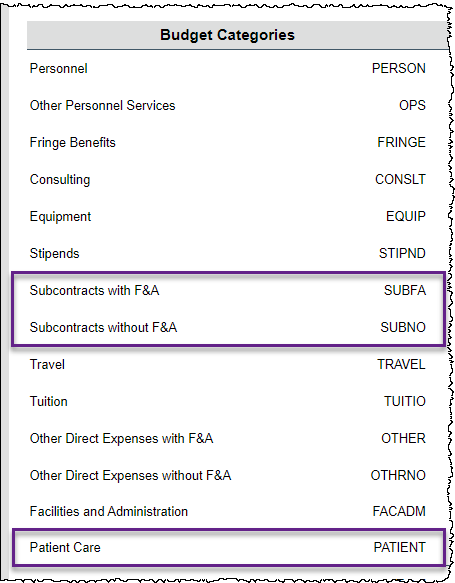 Budget Categories
Personnel PERSON
Other Personnel Services OPS
Fringe Benefits FRINGE
Consulting CONSLT
Equipment EQUIP
Stipends STIPND
Subcontracts with F&A SUBFA
Subcontracts without F&A SUBNO
Travel TRAVEL
Tuition TUITIO
Other Direct Expenses with F&A OTHER
Other Direct Expenses without F&A OTHRNO
Facilities and Administration FACADM
Patient Care PATIENT